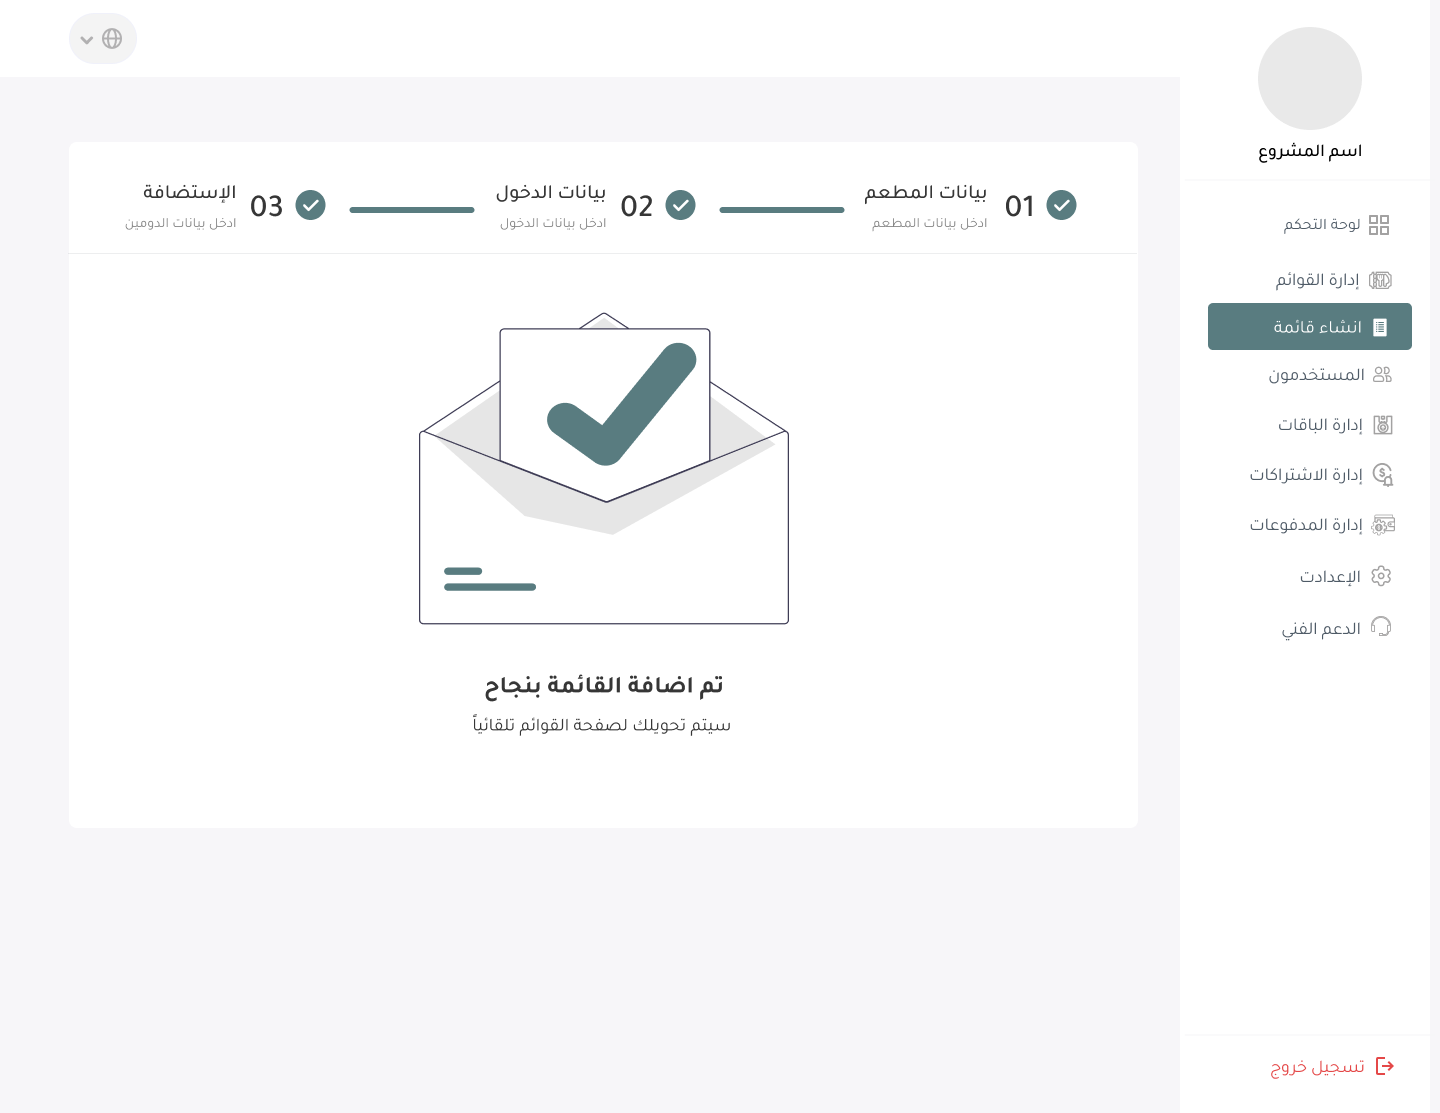 اسم المشروع
لوحة التحكم
إدارة القوائم
انشاء قائمة
المستخدمون
إدارة الباقات
إدارة الاشتراكات
إدارة المدفوعات
الإعدادت
الدعم الفني
تسجيل خروج
01
بيانات المطعم
ادخل بيانات المطعم
02
بيانات الدخول
ادخل بيانات الدخول
03
الإستضافة
ادخل بيانات الدومين
تم اضافة القائمة بنجاح
سيتم تحويلك لصفحة القوائم تلقائياً